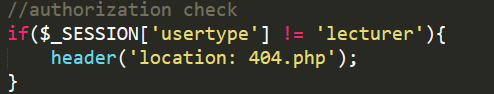 //authorization check
if($_SESSION['usertype'] != 'lecturer'){
    header('location: 404.php');
}